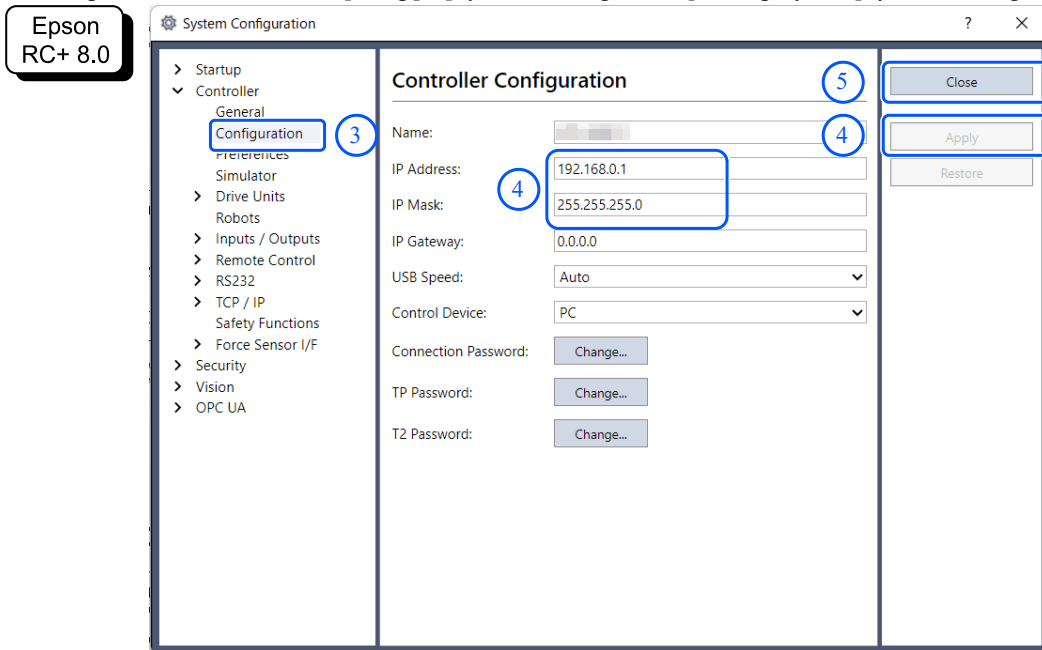 Epson
RC+ 8.0
System Configuration
?
Startup
Controller
General
Configuration
3
Preferences
Simulator
Drive Units
Robots
Inputs / Outputs
Remote Control
RS232
TCP / IP
Safety Functions
Force Sensor I/F
Security
Vision
OPC UA
Controller Configuration
Name:
IP Address: 192.168.0.1
4
IP Mask: 255.255.255.0
IP Gateway: 0.0.0.0
USB Speed: Auto
Control Device: PC
Connection Password: Change...
TP Password: Change...
T2 Password: Change...
5
Close
4
Apply
Restore